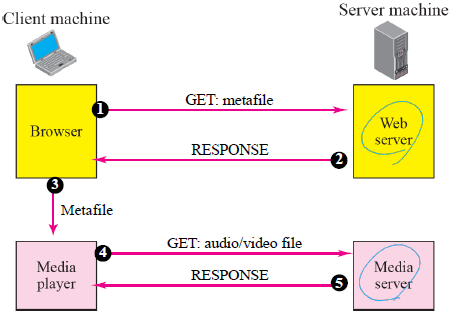 Client machine
Server machine
1
GET: metafile
Browser
Web
server
RESPONSE
2
3
Metafile
4
GET: audio/video file
Media
player
RESPONSE
5
Media
server